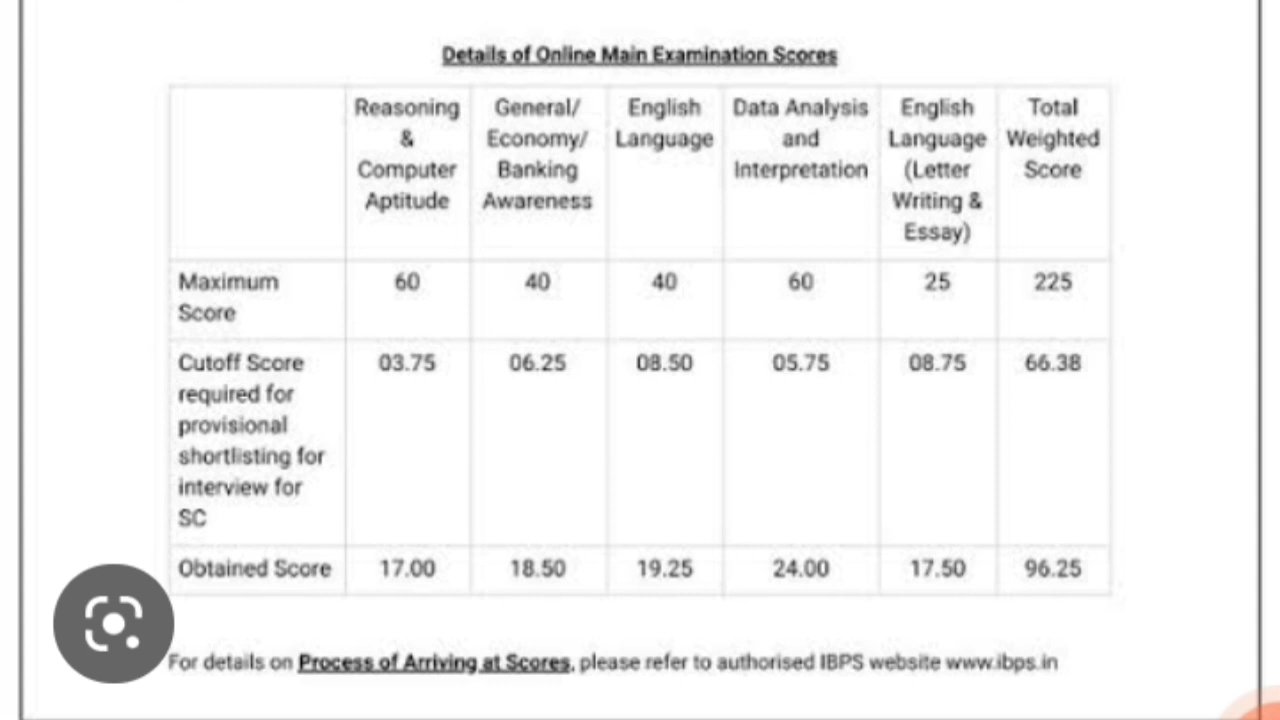 Details of Online Main Examination Scores
Reasoning & Computer Aptitude General/ Economy/ Banking Awareness English Language Data Analysis and Interpretation English Language (Letter Writing & Essay) Total Weighted Score
Maximum Score 60 40 40 60 25 225
Cutoff Score required for provisional shortlisting for interview for SC 03.75 06.25 08.50 05.75 08.75 66.38
Obtained Score 17.00 18.50 19.25 24.00 17.50 96.25
For details on Process of Arriving at Scores, please refer to authorised IBPS website www.ibps.in